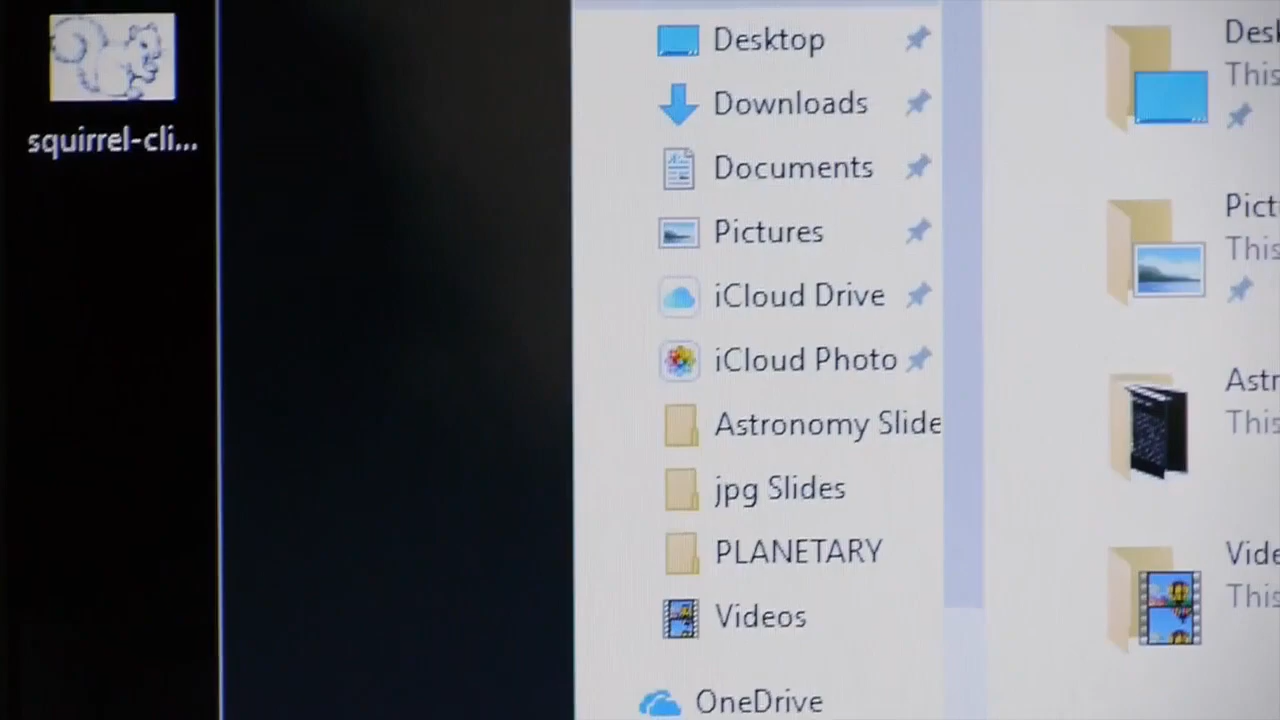 squirrel-cli...
Desktop
Downloads
Documents
Pictures
iCloud Drive
iCloud Photo
Astronomy Slide
jpg Slides
PLANETARY
Videos
OneDrive
Desk
This
Pict
This
Astr
This
Vide
This